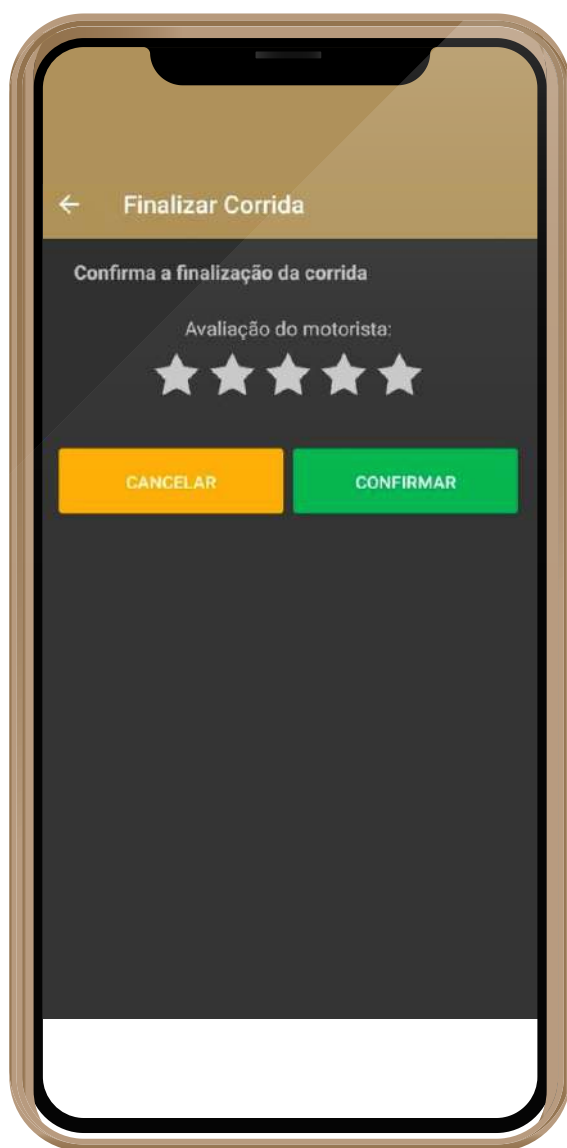 Finalizar Corrida
Confirma a finalização da corrida
Avaliação do motorista:
CANCELAR CONFIRMAR